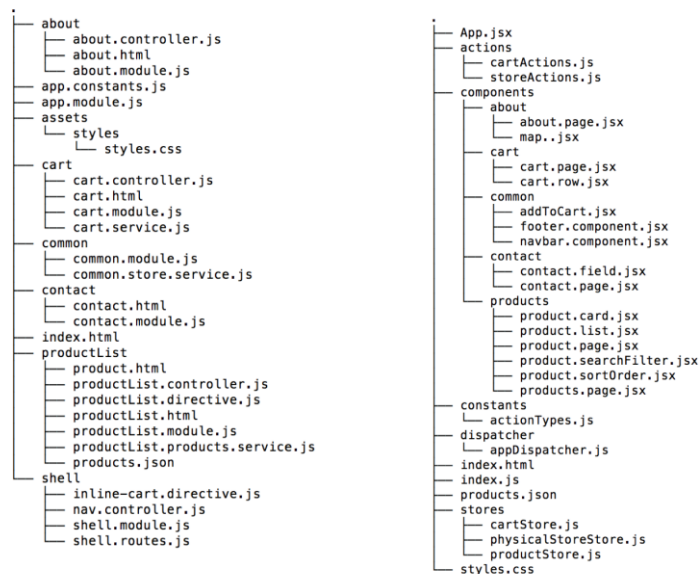 .
├── about
│   ├── about.controller.js
│   ├── about.html
│   └── about.module.js
├── app.constants.js
├── app.module.js
├── assets
│   └── styles
│       └── styles.css
├── cart
│   ├── cart.controller.js
│   ├── cart.html
│   ├── cart.module.js
│   └── cart.service.js
├── common
│   ├── common.module.js
│   └── common.store.service.js
├── contact
│   ├── contact.html
│   └── contact.module.js
├── index.html
├── productList
│   ├── product.html
│   ├── productList.controller.js
│   ├── productList.directive.js
│   ├── productList.html
│   ├── productList.module.js
│   ├── productList.products.service.js
│   └── products.json
└── shell
    ├── inline-cart.directive.js
    ├── nav.controller.js
    ├── shell.module.js
    └── shell.routes.js
.
├── App.jsx
├── actions
│   ├── cartActions.js
│   └── storeActions.js
├── components
│   ├── about
│   │   ├── about.page.jsx
│   │   └── map..jsx
│   ├── cart
│   │   ├── cart.page.jsx
│   │   └── cart.row.jsx
│   ├── common
│   │   ├── addToCart.jsx
│   │   ├── footer.component.jsx
│   │   └── navbar.component.jsx
│   ├── contact
│   │   ├── contact.field.jsx
│   │   └── contact.page.jsx
│   └── products
│       ├── product.card.jsx
│       ├── product.list.jsx
│       ├── product.page.jsx
│       ├── product.searchFilter.jsx
│       ├── product.sortOrder.jsx
│       └── products.page.jsx
├── constants
│   └── actionTypes.js
├── dispatcher
│   └── appDispatcher.js
├── index.html
├── index.js
├── products.json
├── stores
│   ├── cartStore.js
│   ├── physicalStoreStore.js
│   └── productStore.js
└── styles.css